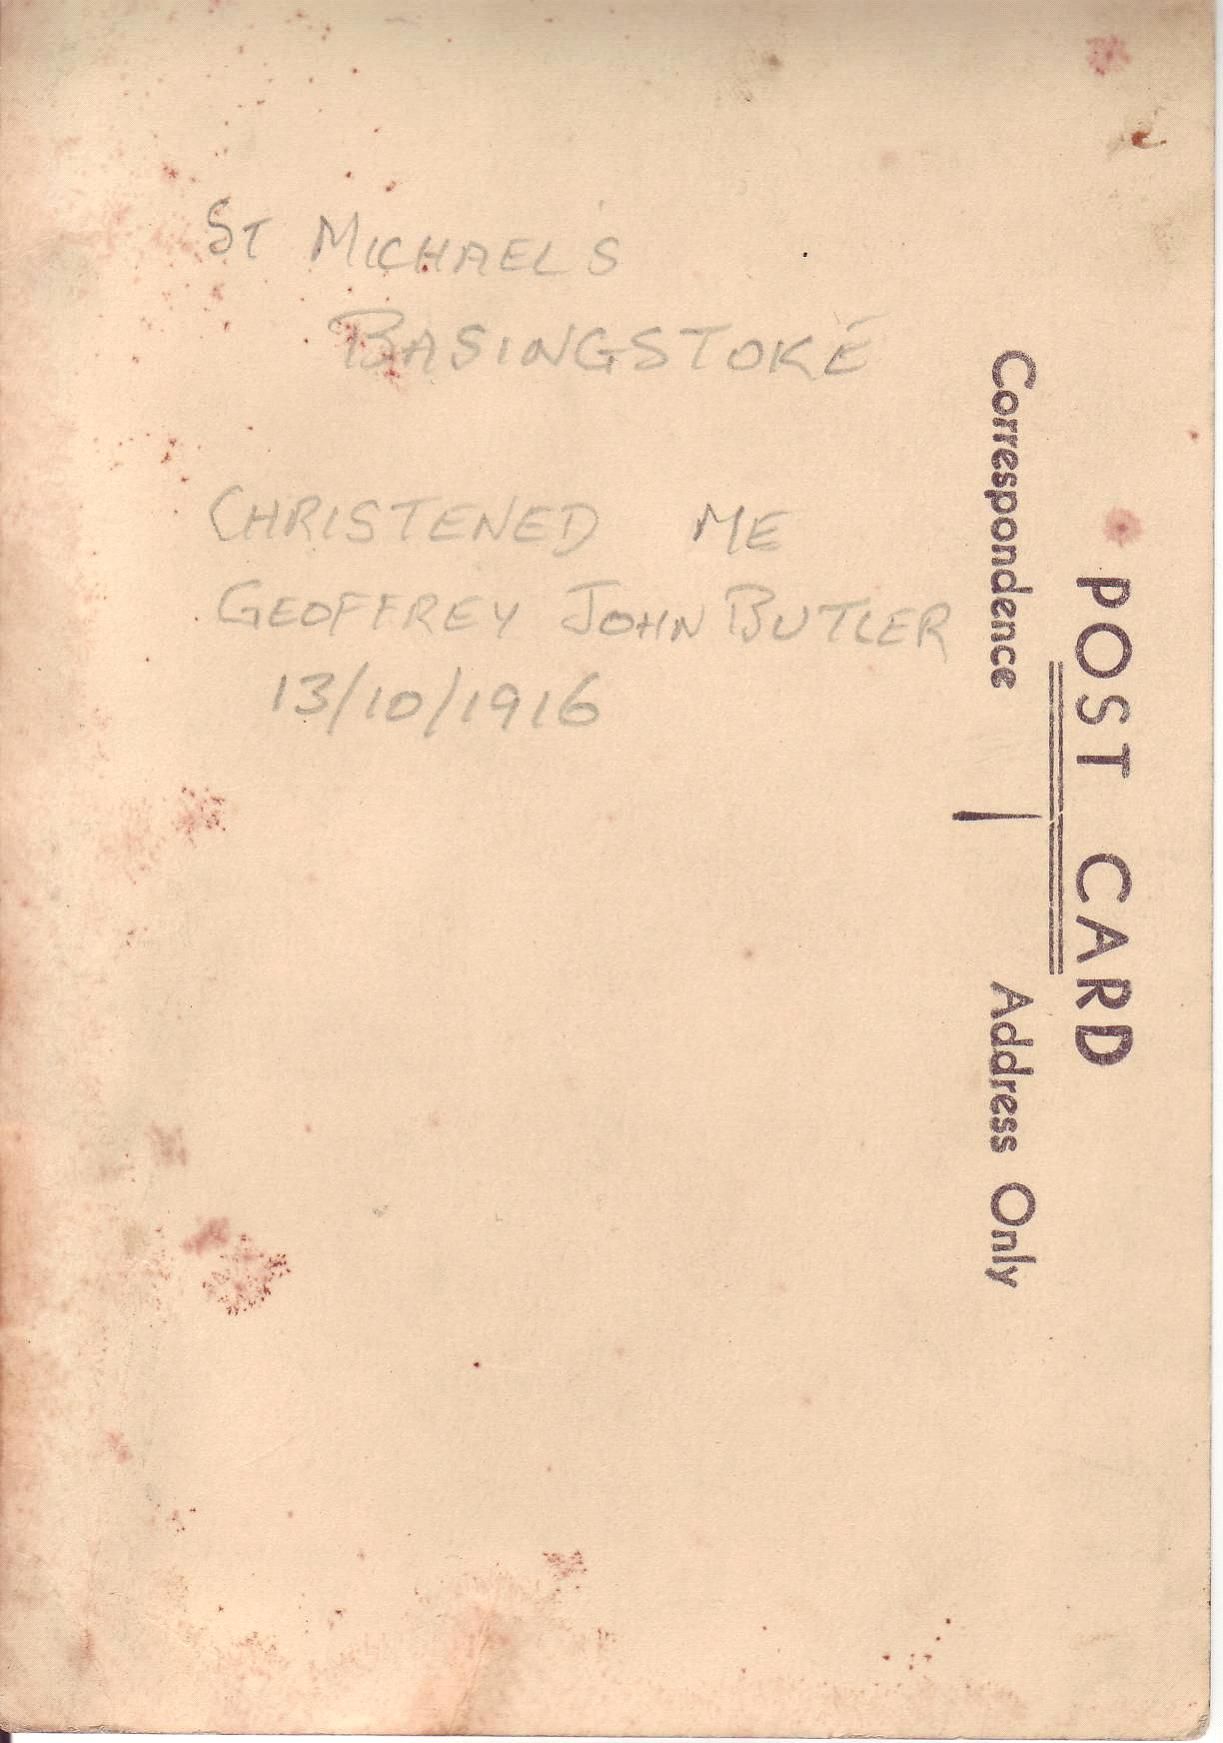 St MICHAEL'S
BASINGSTOKE
CHRISTENED ME
GEOFFREY JOHN BUTLER
13/10/1916
POST CARD
Correspondence
Address Only